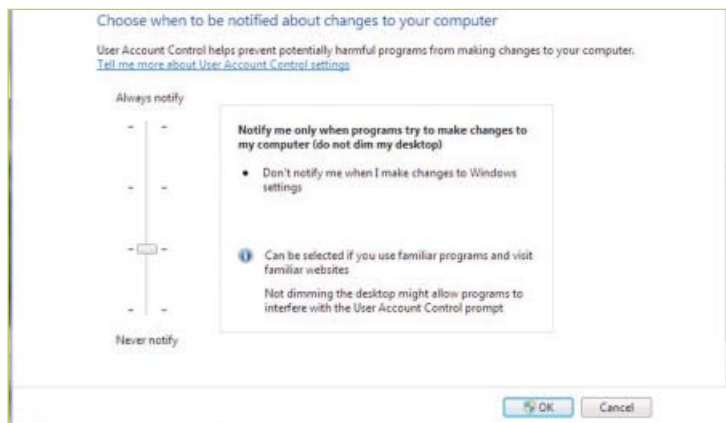 Choose when to be notified about changes to your computer
User Account Control helps prevent potentially harmful programs from making changes to your computer.
Tell me more about User Account Control settings
Always notify
Notify me only when programs try to make changes to
my computer (do not dim my desktop)
Don't notify me when I make changes to Windows
settings
Can be selected if you use familiar programs and visit
familiar websites
Not dimming the desktop might allow programs to
interfere with the User Account Control prompt
Never notify
OK Cancel